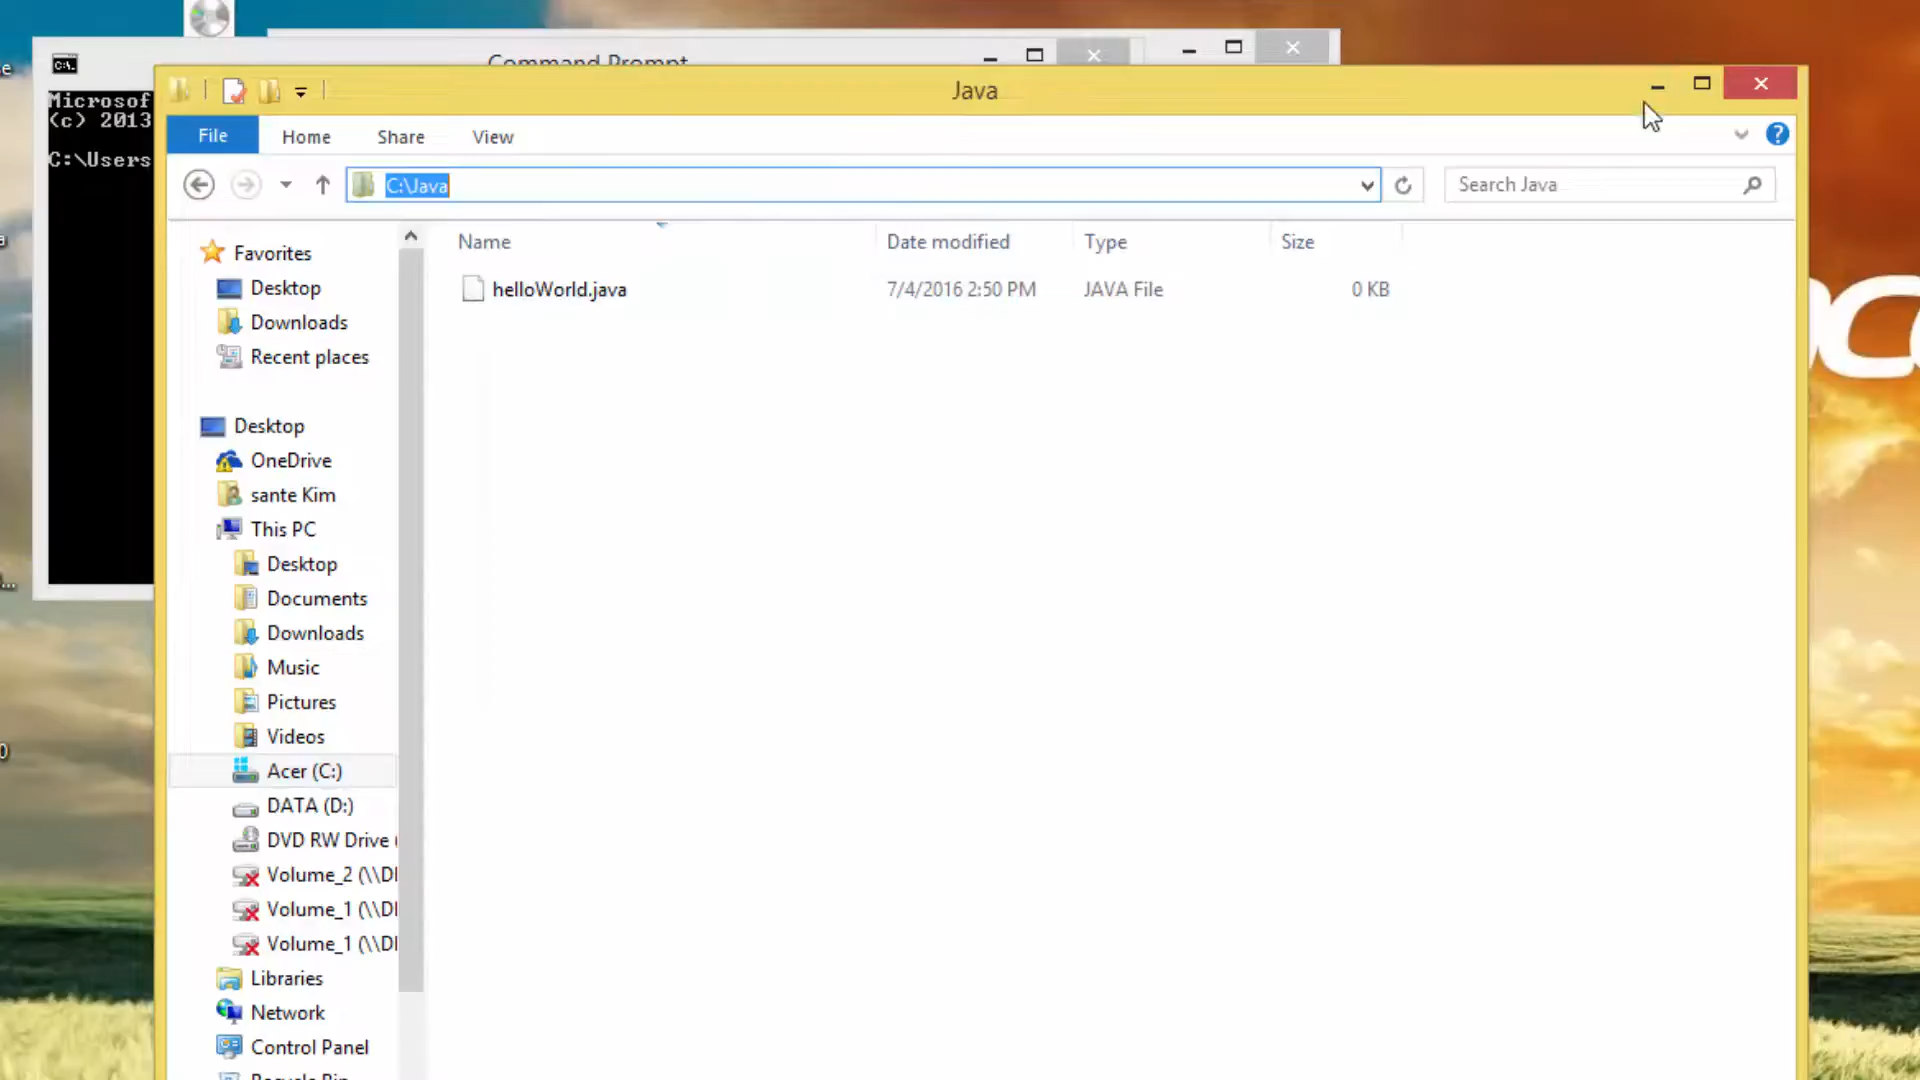 Command Prompt
Microsof
(c) 2013
C:\Users
Java
File
Home
Share
View
C:\Java
Search Java
Name
Date modified
Type
Size
helloWorld.java
7/4/2016 2:50 PM
JAVA File
0 KB
Favorites
Desktop
Downloads
Recent places
Desktop
OneDrive
sante Kim
This PC
Desktop
Documents
Downloads
Music
Pictures
Videos
Acer (C:)
DATA (D:)
DVD RW Drive (
Volume_2 (\\DI
Volume_1 (\\DI
Volume_1 (\\DI
Libraries
Network
Control Panel
Recycle Bin